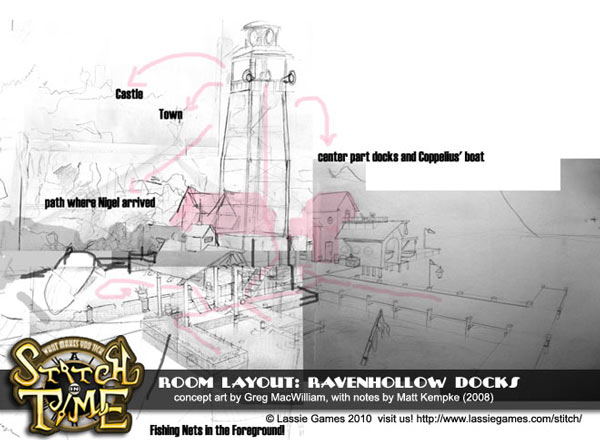 Castle
Town
center part docks and Coppelius' boat
path where Nigel arrived
WHAT MAKES YOU TICK
A
STITCH
IN
TIME
ROOM LAYOUT: RAVENHOLLOW DOCKS
concept art by Greg MacWilliam, with notes by Matt Kempke (2008)
© Lassie Games 2010 visit us! http://www.lassiegames.com/stitch/
Fishing Nets in the Foreground!